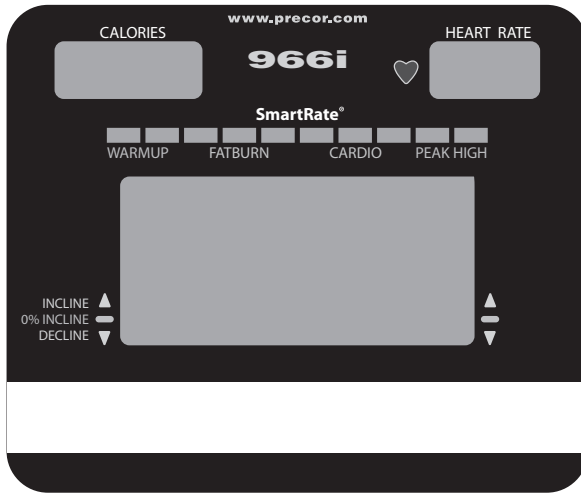 www.precor.com
CALORIES
HEART RATE
966i
SmartRate®
WARMUP FATBURN CARDIO PEAK HIGH
INCLINE
0% INCLINE
DECLINE